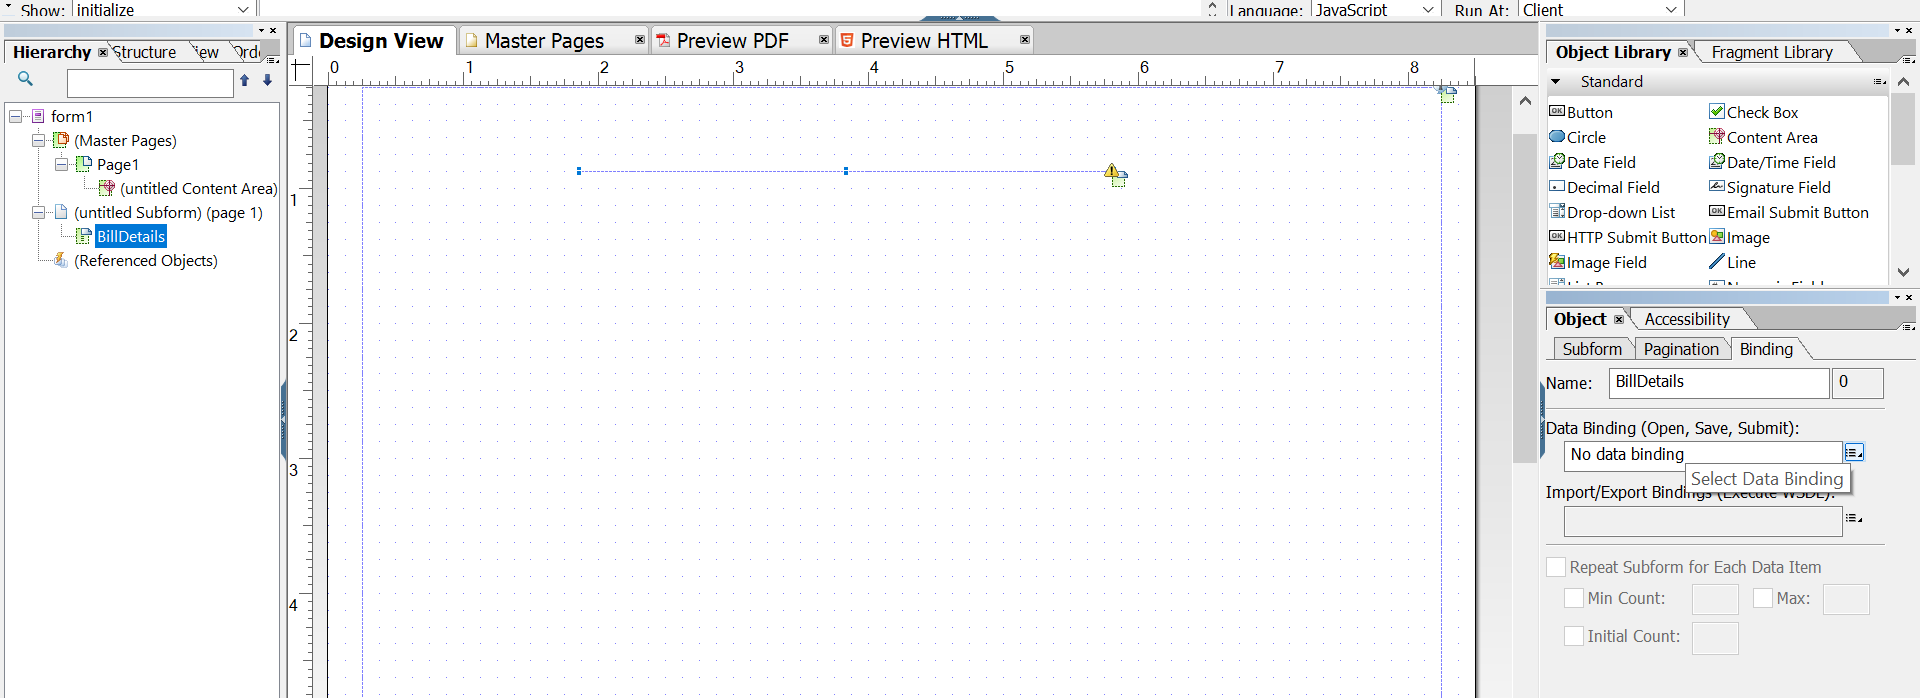 Show: initialize
Language: JavaScript Run At: Client
Hierarchy Structure iew Ord
form1
(Master Pages)
Page1
(untitled Content Area)
(untitled Subform) (page 1)
BillDetails
(Referenced Objects)
Design View Master Pages Preview PDF Preview HTML
0 1 2 3 4 5 6 7 8
1
2
3
4
Object Library Fragment Library
Standard
Button Check Box
Circle Content Area
Date Field Date/Time Field
Decimal Field Signature Field
Drop-down List Email Submit Button
HTTP Submit Button Image
Image Field Line
Object Accessibility
Subform Pagination Binding
Name: BillDetails 0
Data Binding (Open, Save, Submit):
No data binding
Select Data Binding
Import/Export Bindings (Execute WSDL):
Repeat Subform for Each Data Item
Min Count: Max:
Initial Count: